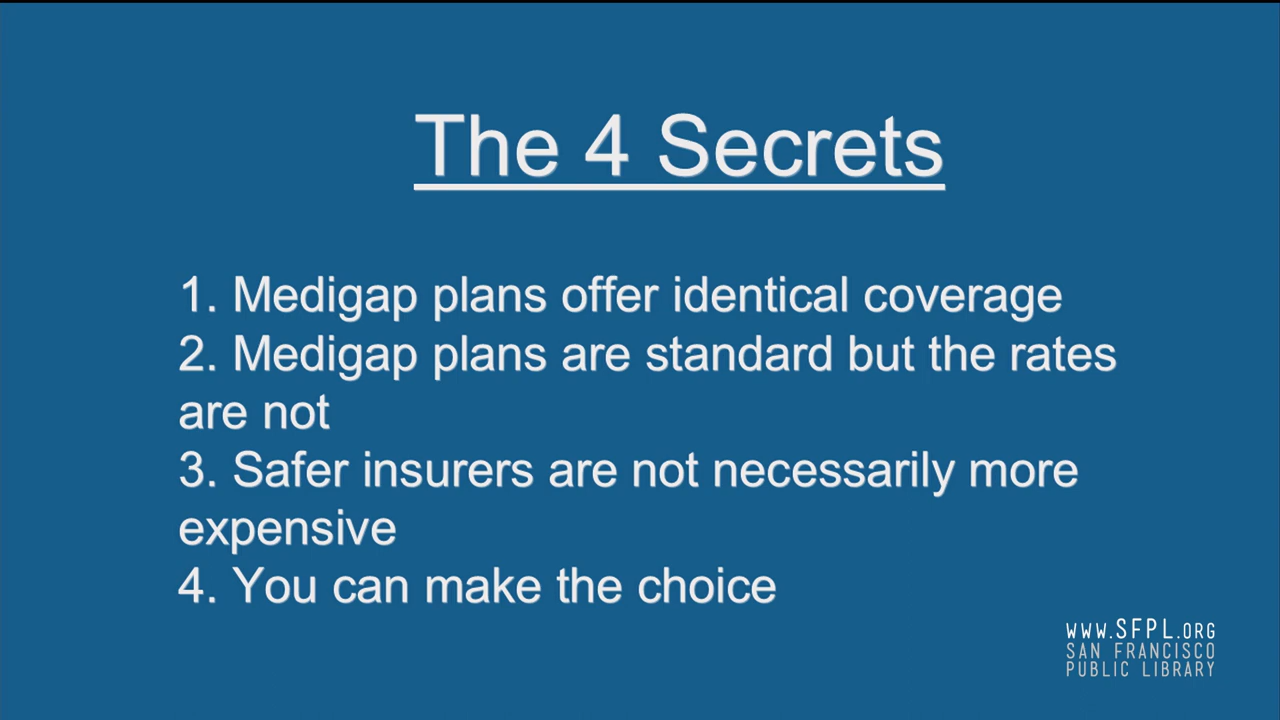 The 4 Secrets
1. Medigap plans offer identical coverage
2. Medigap plans are standard but the rates
are not
3. Safer insurers are not necessarily more
expensive
4. You can make the choice
WWW.SFPL.ORG
SAN FRANCISCO
PUBLIC LIBRARY